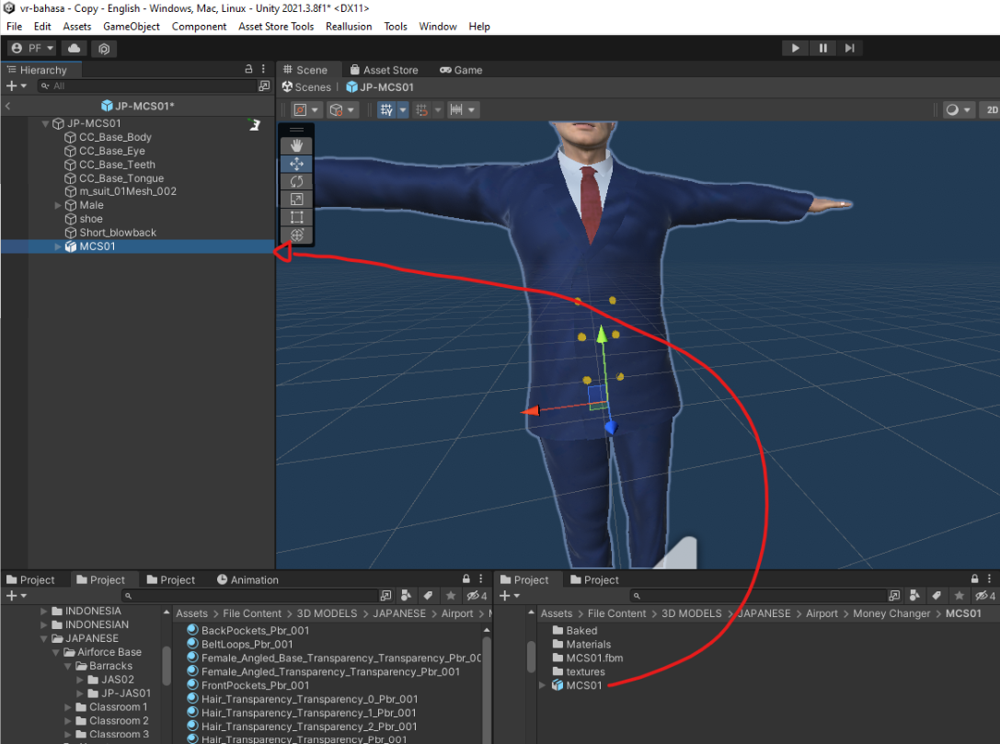 vr-bahasa - Copy - English - Windows, Mac, Linux - Unity 2021.3.8f1* <DX11>
File Edit Assets GameObject Component Asset Store Tools Reallusion Tools Window Help
PF
Hierarchy
All
JP-MCS01*
JP-MCS01
CC_Base_Body
CC_Base_Eye
CC_Base_Teeth
CC_Base_Tongue
m_suit_01Mesh_002
Male
shoe
Short_blowback
MCS01
Scene Asset Store Game
Scenes JP-MCS01
2D
Project Project Project Animation
4
INDONESIA
INDONESIAN
JAPANESE
Airforce Base
Barracks
JAS02
JP-JAS01
Classroom 1
Classroom 2
Classroom 3
Assets > File Content > 3D MODELS > JAPANESE > Airport >
BackPockets_Pbr_001
BeltLoops_Pbr_001
Female_Angled_Base_Transparency_Transparency_Pbr_00
Female_Angled_Transparency_Transparency_Pbr_001
FrontPockets_Pbr_001
Hair_Transparency_Transparency_0_Pbr_001
Hair_Transparency_Transparency_1_Pbr_001
Hair_Transparency_Transparency_2_Pbr_001
Hair_Transparency_Transparency_Pbr_001
Project Project
4
Assets > File Content > 3D MODELS > JAPANESE > Airport > Money Changer > MCS01
Baked
Materials
MCS01.fbm
textures
MCS01